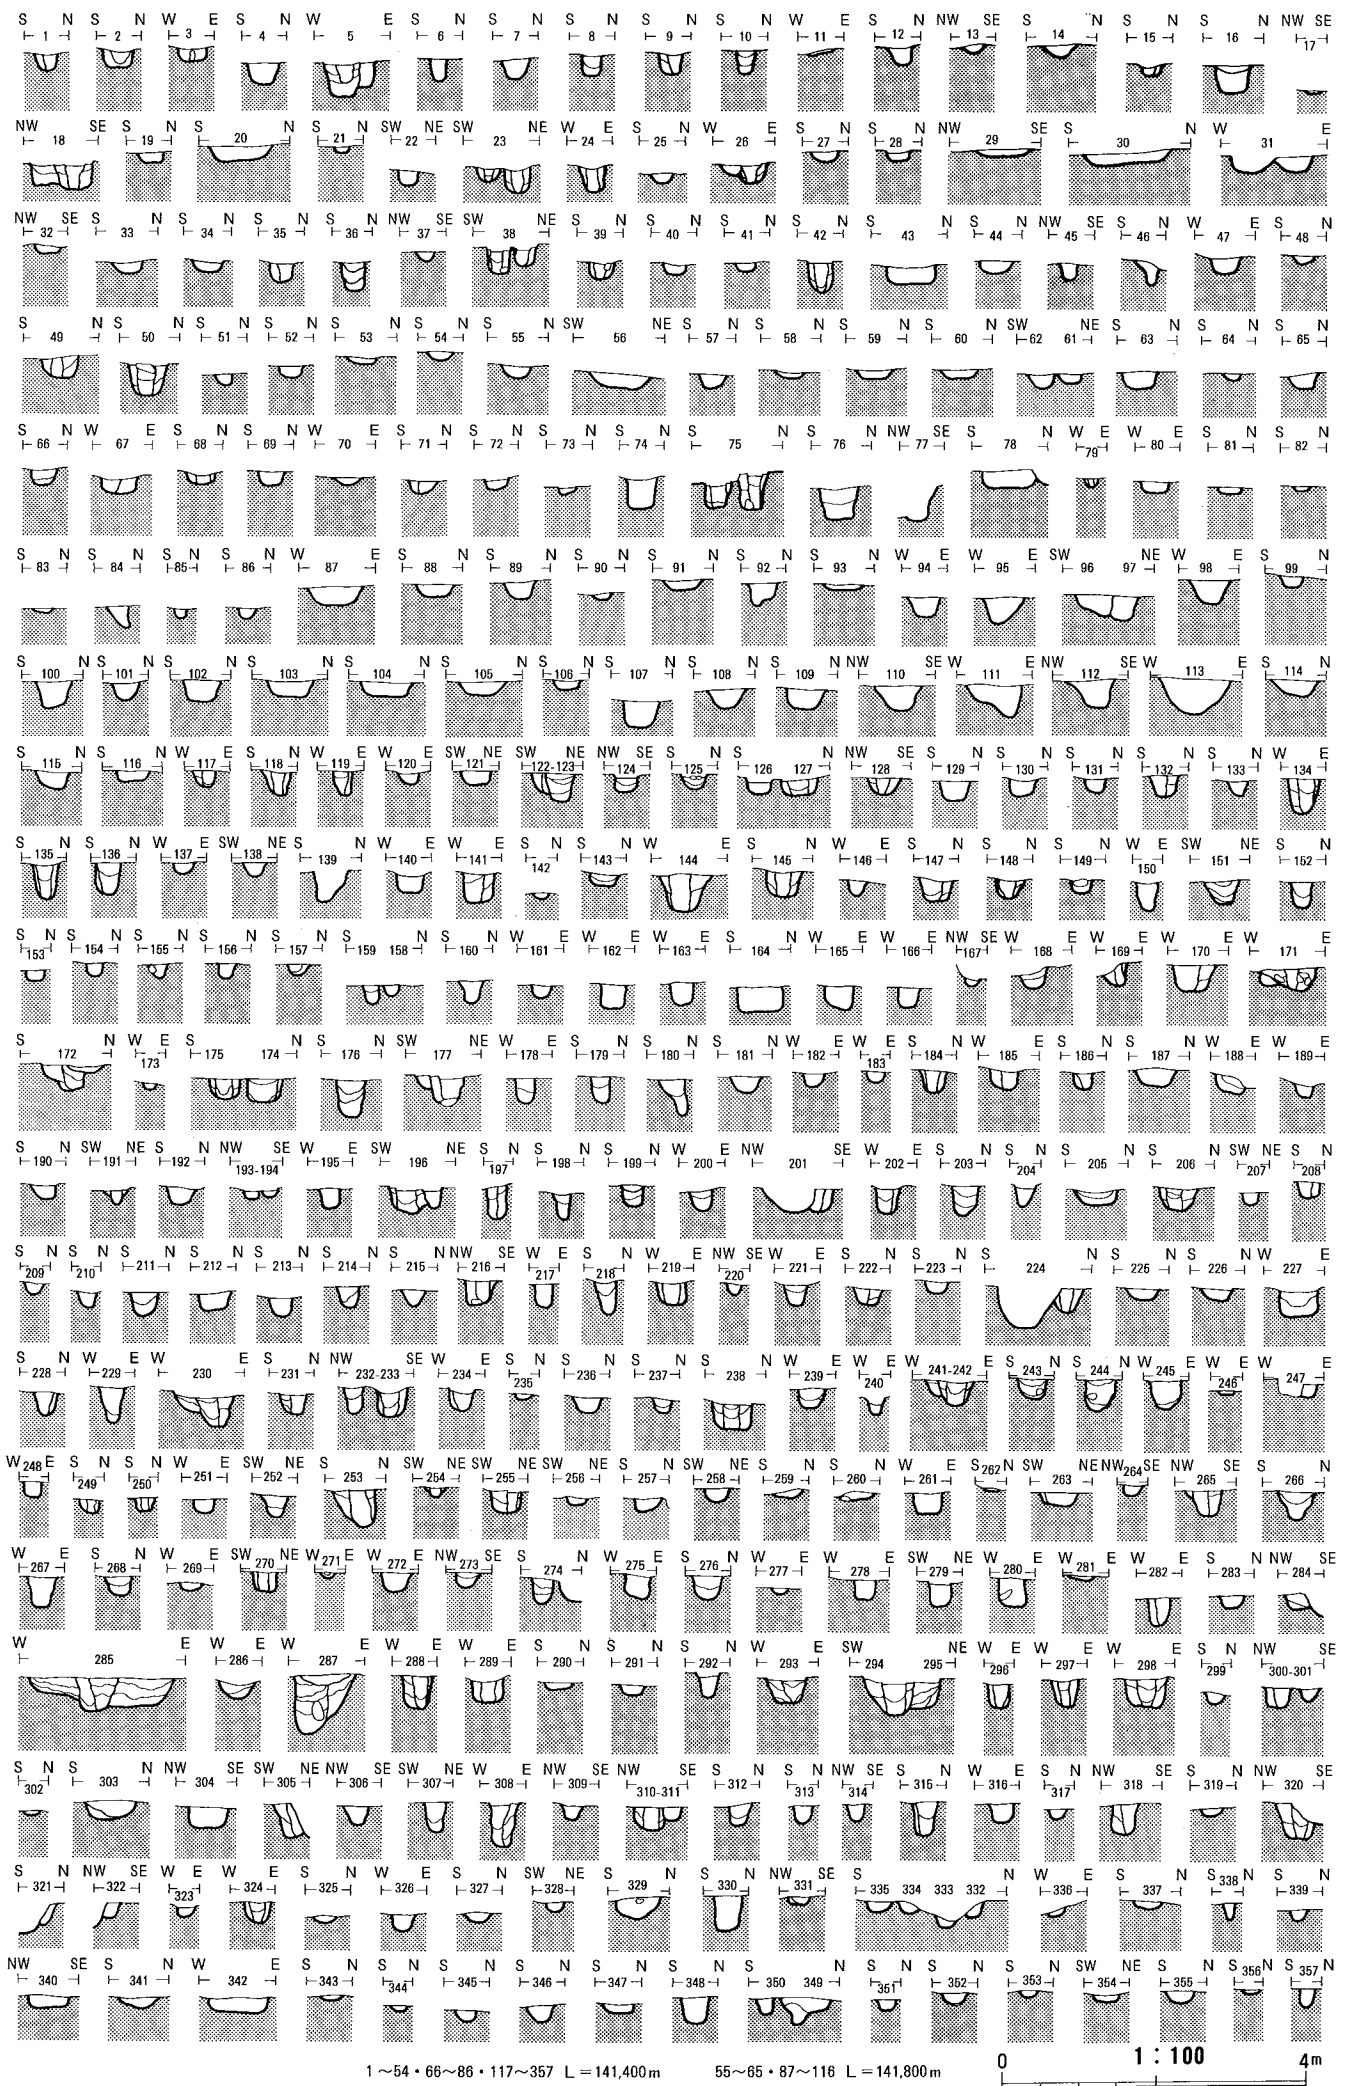 S N S N W E S N W E S N S N S N S N S N W E S N NW SE S N S N S N NW SE
1 2 3 4 5 6 7 8 9 10 11 12 13 14 15 16 17
NW SE S N S N S N SW NE SW NE W E S N W E S N S N NW SE S N W E
18 19 20 21 22 23 24 25 26 27 28 29 30 31
NW SE S N S N S N S N NW SE SW NE S N S N S N S N S N S N NW SE S N W E S N
32 33 34 35 36 37 38 39 40 41 42 43 44 45 46 47 48
S N S N S N S N S N S N S N SW NE S N S N S N S N SW NE S N S N S N
49 50 51 52 53 54 55 56 57 58 59 60 62 61 63 64 65
S N W E S N S N W E S N S N S N S N S N S N NW SE S N W E W E S N S N
66 67 68 69 70 71 72 73 74 75 76 77 78 79 80 81 82
S N S N S N S N W E S N S N S N S N S N S N W E W E SW NE W E S N
83 84 85 86 87 88 89 90 91 92 93 94 95 96 97 98 99
S N S N S N S N S N S N S N S N S N S N NW SE W E NW SE W E S N
100 101 102 103 104 105 106 107 108 109 110 111 112 113 114
S N S N W E S N W E W E SW NE SW NE NW SE S N S N NW SE S N S N S N S N S N W E
115 116 117 118 119 120 121 122-123 124 125 126 127 128 129 130 131 132 133 134
S N S N W E SW NE S N W E W E S N S N W E S N W E S N S N S N W E SW NE S N
135 136 137 138 139 140 141 142 143 144 145 146 147 148 149 150 151 152
S N S N S N S N S N S N S N W E W E W E S N W E W E NW SE W E W E W E W E
153 154 155 156 157 159 158 160 161 162 163 164 165 166 167 168 169 170 171
S N W E S N S N SW NE W E S N S N S N W E W E S N W E S N S N W E W E
172 173 175 174 176 177 178 179 180 181 182 183 184 185 186 187 188 189
S N SW NE S N NW SE W E SW NE S N S N S N W E NW SE W E S N S N S N S N SW NE S N
190 191 192 193-194 195 196 197 198 199 200 201 202 203 204 205 206 207 208
S N S N S N S N S N S N S N NW SE W E S N W E NW SE W E S N S N S N S N S N W E
209 210 211 212 213 214 215 216 217 218 219 220 221 222 223 224 225 226 227
S N W E W E S N NW SE W E S N S N S N S N W E W E W E S N S N W E W E W E
228 229 230 231 232-233 234 235 236 237 238 239 240 241-242 243 244 245 246 247
W 248 E S N S N W E SW NE S N SW NE SW NE SW NE S N SW NE S N S N W E S 262 N SW NE NW 264 SE NW SE S N
249 250 251 252 253 254 255 256 257 258 259 260 261 263 265 266
W E S N W E SW NE W E W E NW SE S N W E S N W E W E SW NE W E W E W E S N NW SE
267 268 269 270 271 272 273 274 275 276 277 278 279 280 281 282 283 284
W E W E W E W E W E S N S N S N W E SW NE W E W E W E S N NW SE
285 286 287 288 289 290 291 292 293 294 295 296 297 298 299 300-301
S N S N NW SE SW NE NW SE SW NE W E NW SE NW SE S N S N NW SE S N W E S N NW SE S N NW SE
302 303 304 305 306 307 308 309 310-311 312 313 314 315 316 317 318 319 320
S N NW SE W E W E S N W E S N SW NE S N S N NW SE S N W E S N S N S N
321 322 323 324 325 326 327 328 329 330 331 335 334 333 332 336 337 338 339
NW SE S N W E S N S N S N S N S N S N S N S N S N S N SW NE S N S N S N
340 341 342 343 344 345 346 347 348 350 349 351 352 353 354 355 356 357
1～54・66～86・117～357 L＝141,400m 55～65・87～116 L＝141,800m
0 1：100 4m